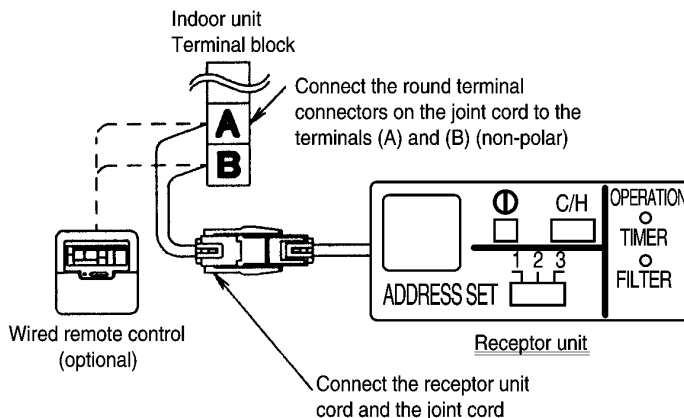 Indoor unit
Terminal block
Connect the round terminal
connectors on the joint cord to the
terminals (A) and (B) (non-polar)
A
B
C/H
OPERATION
TIMER
FILTER
1 2 3
ADDRESS SET
Receptor unit
Wired remote control
(optional)
Connect the receptor unit
cord and the joint cord